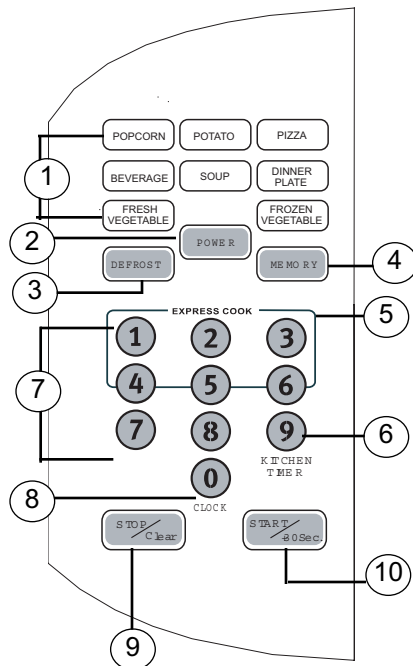 POPCORN POTATO PIZZA
1
BEVERAGE SOUP DINNER
PLATE
FRESH
VEGETABLE
FROZEN
VEGETABLE
2
POWER
DEFROST
MEMORY
4
3
EXPRESS COOK
5
1 2 3
7
4 5 6
7 8 9
6
KITCHEN
TIMER
0
8
CLOCK
STOP
/Clear
START
/+30Sec.
10
9